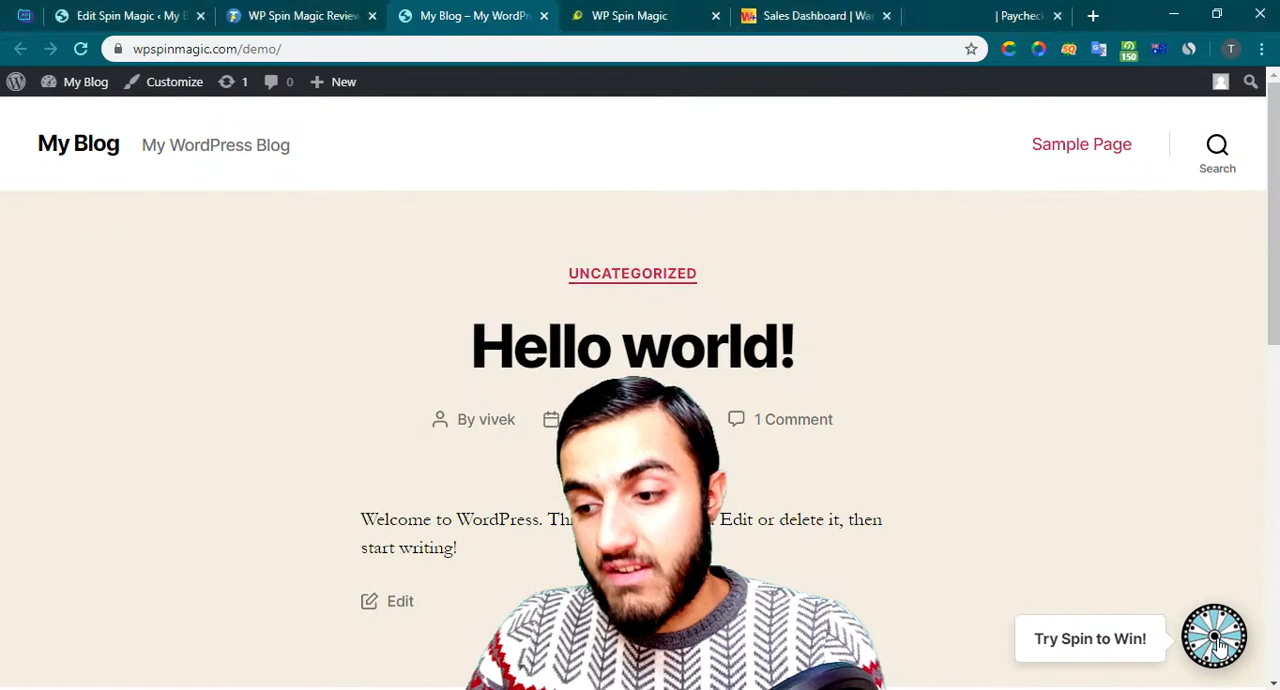 Edit Spin Magic ‹ My B
WP Spin Magic Review
My Blog – My WordPr
WP Spin Magic
Sales Dashboard | Wa
| Paycheck
wpspinmagic.com/demo/
150
T
My Blog
Customize
1
0
New
My Blog
My WordPress Blog
Sample Page
Search
UNCATEGORIZED
Hello world!
By vivek
1 Comment
Welcome to WordPress. Th . Edit or delete it, then
start writing!
Edit
Try Spin to Win!